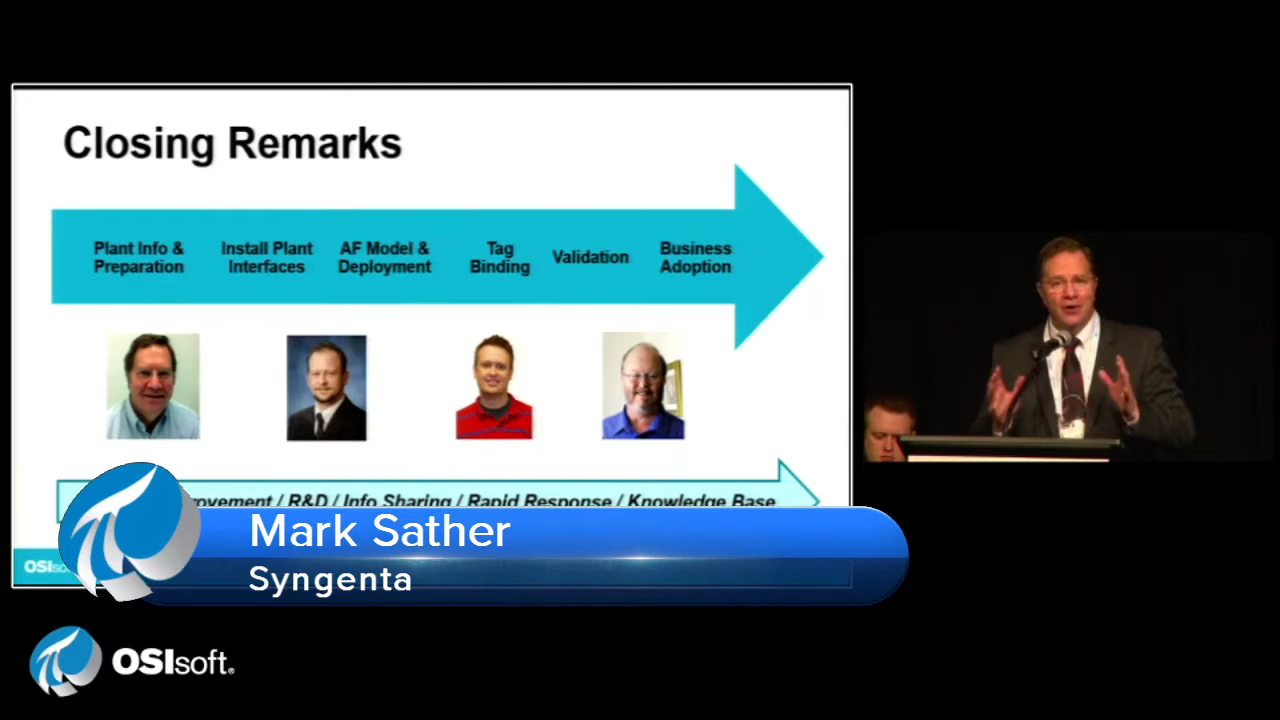 Closing Remarks
Plant Info &
Preparation
Install Plant
Interfaces
AF Model &
Deployment
Tag
Binding
Validation
Business
Adoption
/ R&D / Info Sharing / Rapid Response / Knowledge Base
Mark Sather
Syngenta
OSIsoft.